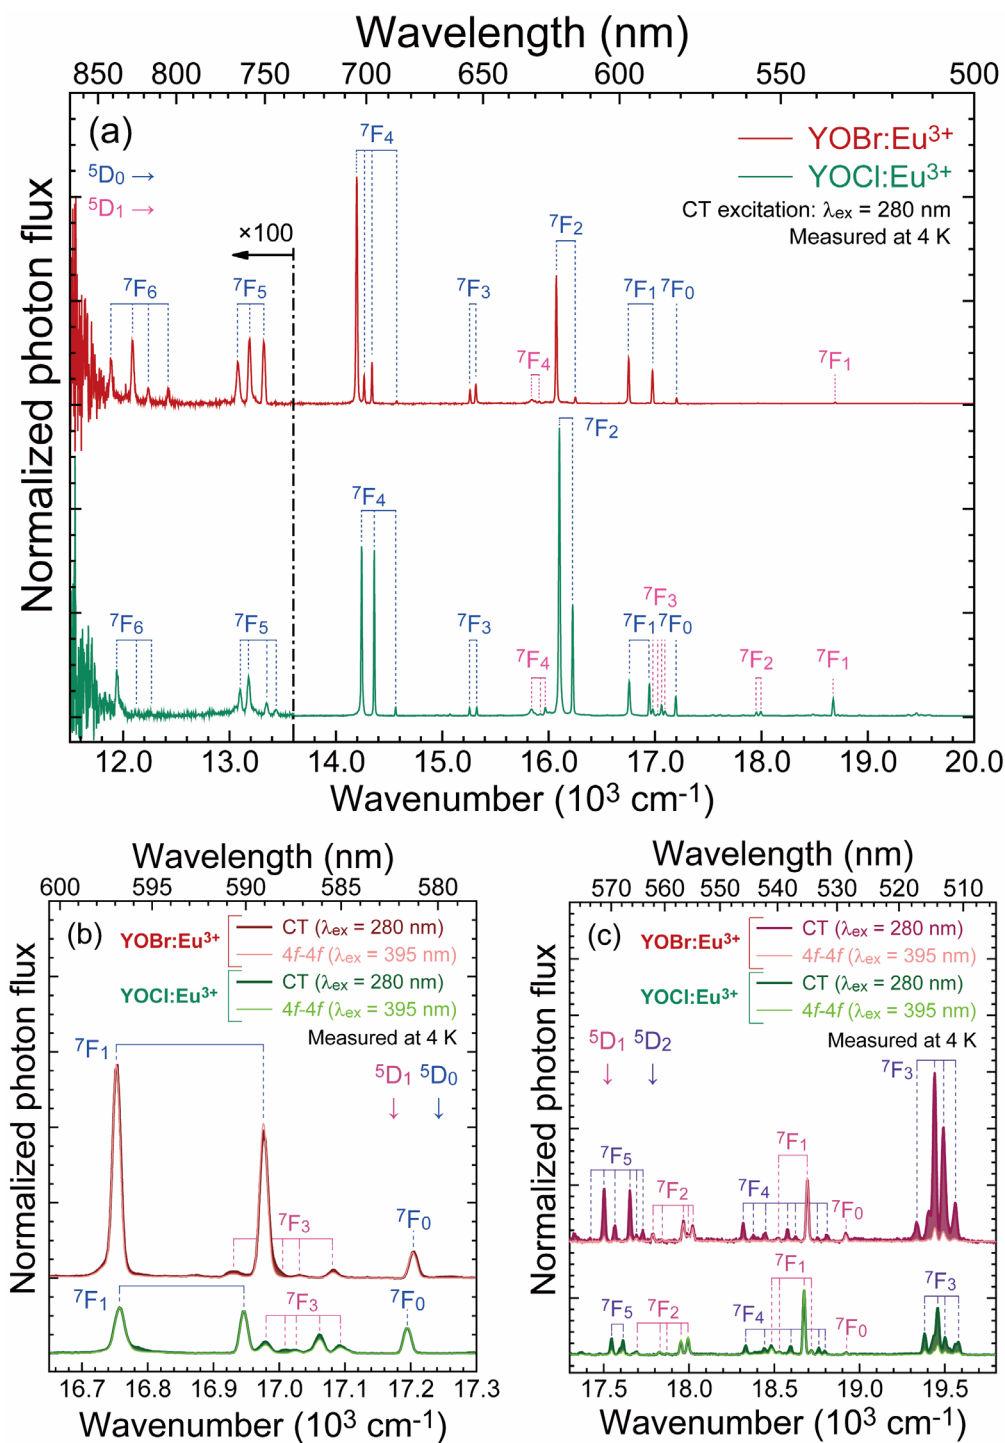 Wavelength (nm)
850 800 750 700 650 600 550 500
(a)
⁷F₄
YOBr:Eu³⁺
YOCl:Eu³⁺
⁵D₀ →
⁵D₁ →
CT excitation: λex = 280 nm
Measured at 4 K
×100
⁷F₂
⁷F₆ ⁷F₅ ⁷F₃ ⁷F₁ ⁷F₀
⁷F₄ ⁷F₁
⁷F₂
⁷F₄
⁷F₃
⁷F₆ ⁷F₅ ⁷F₃ ⁷F₁ ⁷F₀
⁷F₄ ⁷F₂ ⁷F₁
Normalized photon flux
12.0 13.0 14.0 15.0 16.0 17.0 18.0 19.0 20.0
Wavenumber (10³ cm⁻¹)
Wavelength (nm)
600 595 590 585 580
(b)
YOBr:Eu³⁺
CT (λex = 280 nm)
4f-4f (λex = 395 nm)
YOCl:Eu³⁺
CT (λex = 280 nm)
4f-4f (λex = 395 nm)
Measured at 4 K
⁷F₁
⁵D₁ ⁵D₀
↓ ↓
⁷F₃ ⁷F₀
⁷F₁ ⁷F₃ ⁷F₀
Normalized photon flux
16.7 16.8 16.9 17.0 17.1 17.2 17.3
Wavenumber (10³ cm⁻¹)
Wavelength (nm)
570 560 550 540 530 520 510
(c)
YOBr:Eu³⁺
CT (λex = 280 nm)
4f-4f (λex = 395 nm)
YOCl:Eu³⁺
CT (λex = 280 nm)
4f-4f (λex = 395 nm)
Measured at 4 K
⁵D₁ ⁵D₂
↓ ↓
⁷F₃
⁷F₁
⁷F₅ ⁷F₂ ⁷F₄ ⁷F₀
⁷F₁
⁷F₅ ⁷F₂ ⁷F₄ ⁷F₀ ⁷F₃
Normalized photon flux
17.5 18.0 18.5 19.0 19.5
Wavenumber (10³ cm⁻¹)